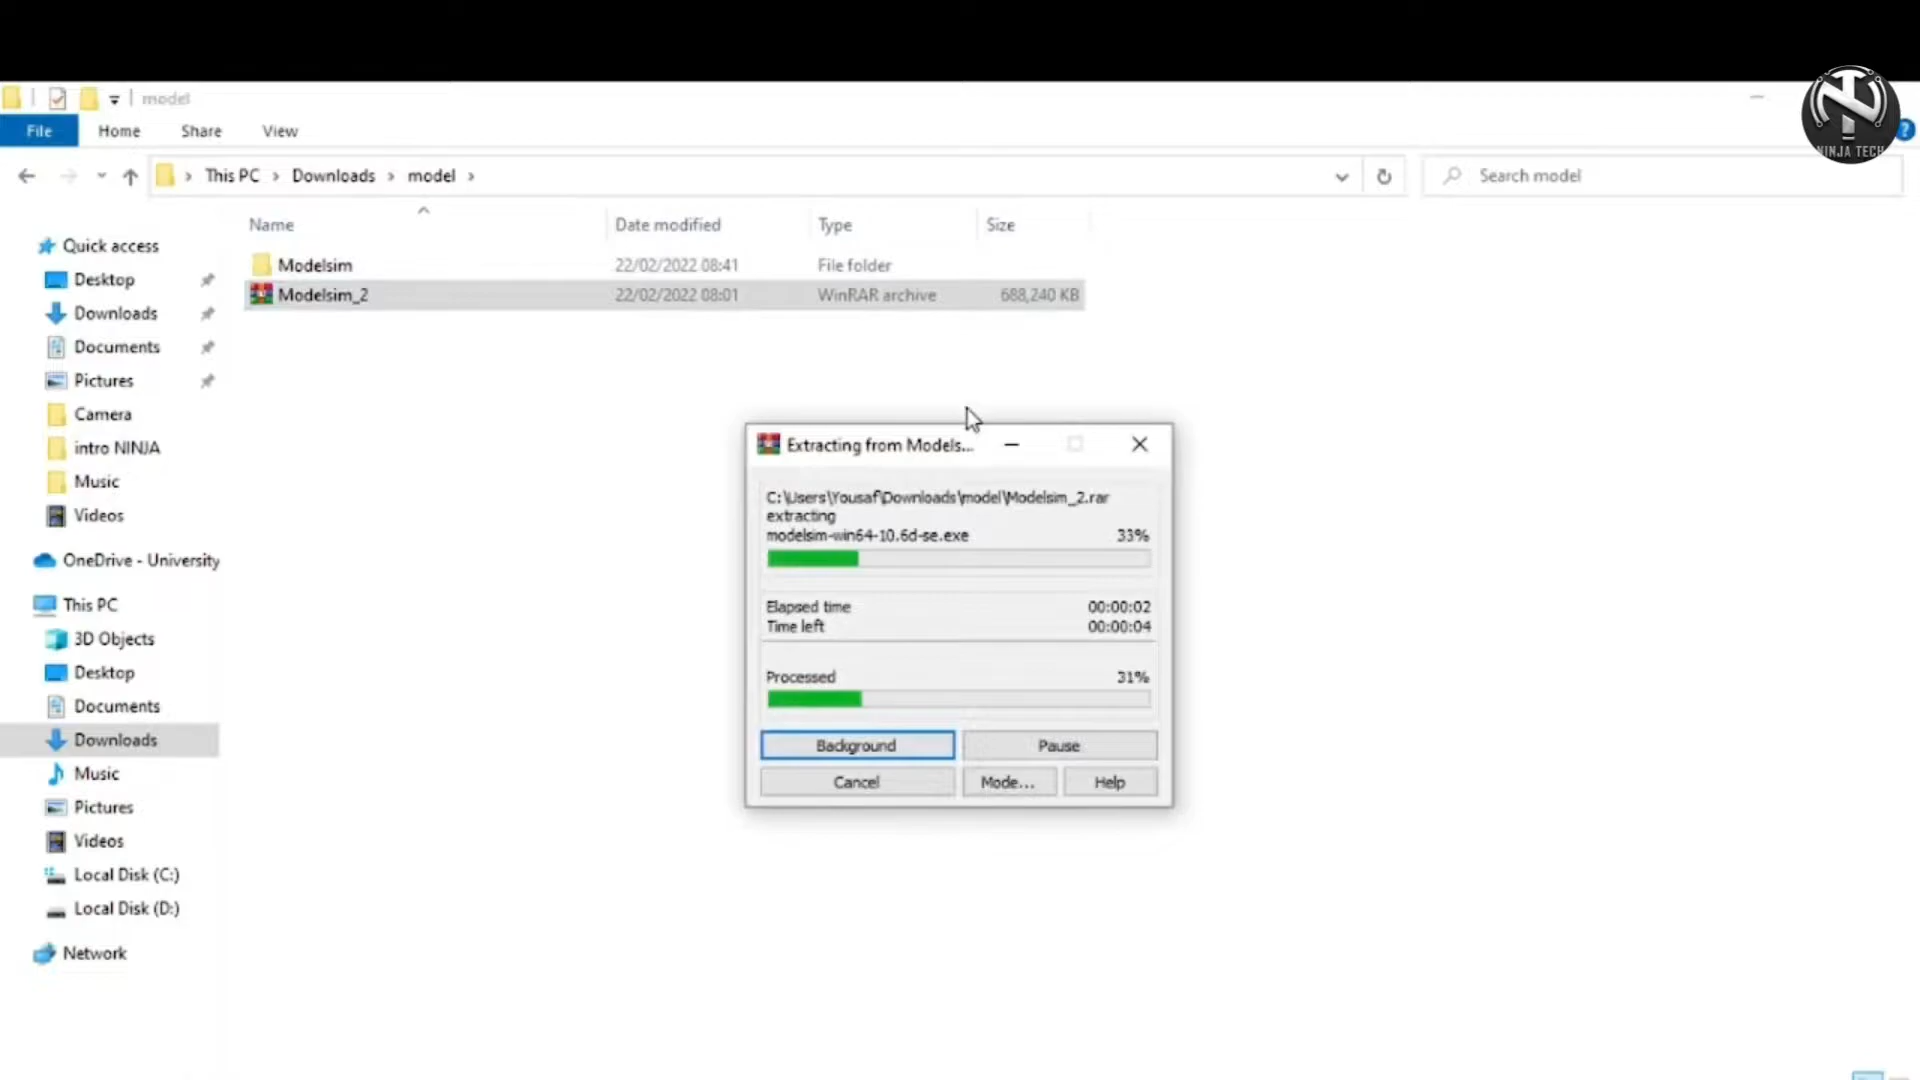 model
File Home Share View
This PC Downloads model
Search model
NINJA TECH
Name Date modified Type Size
Modelsim 22/02/2022 08:41 File folder
Modelsim_2 22/02/2022 08:01 WinRAR archive 688,240 KB
Quick access
Desktop
Downloads
Documents
Pictures
Camera
intro NINJA
Music
Videos
OneDrive - University
This PC
3D Objects
Desktop
Documents
Downloads
Music
Pictures
Videos
Local Disk (C:)
Local Disk (D:)
Network
Extracting from Models...
C:\Users\Yousaf\Downloads\model\Modelsim_2.rar
extracting
modelsim-win64-10.6d-se.exe 33%
Elapsed time 00:00:02
Time left 00:00:04
Processed 31%
Background Pause
Cancel Mode... Help